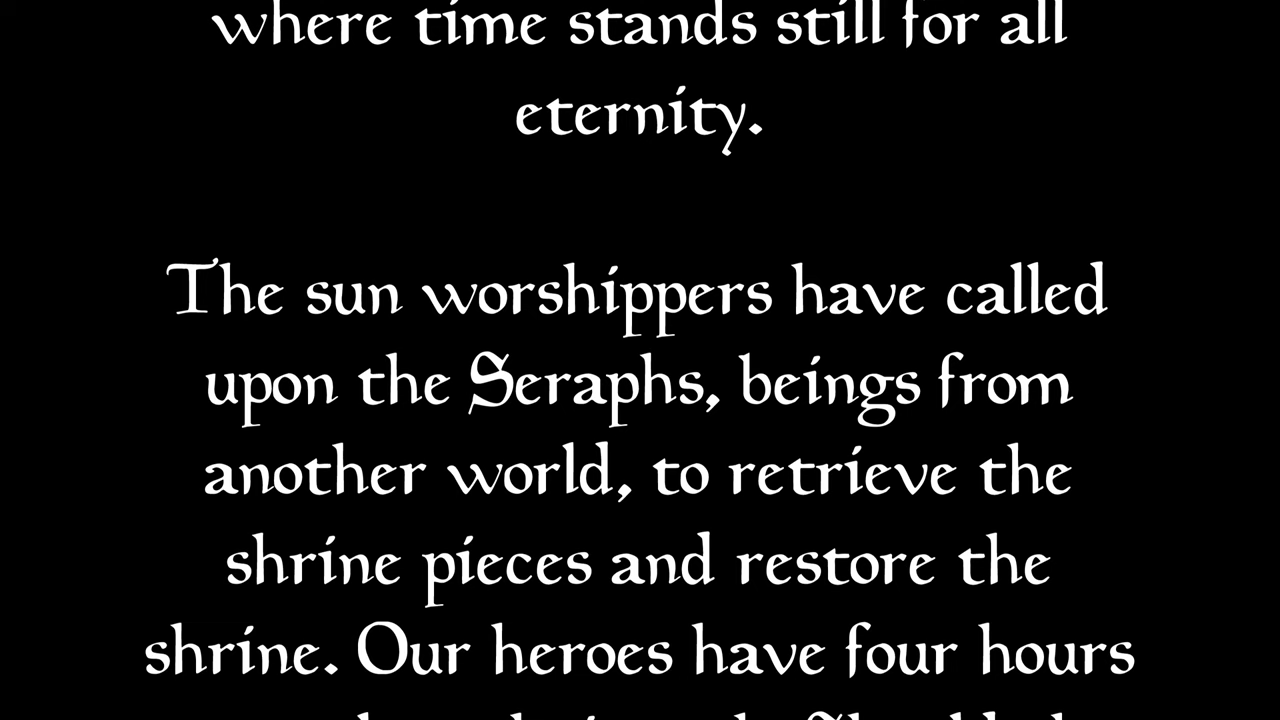 where time stands still for all
eternity.
The sun worshippers have called
upon the Seraphs, beings from
another world, to retrieve the
shrine pieces and restore the
shrine. Our heroes have four hours